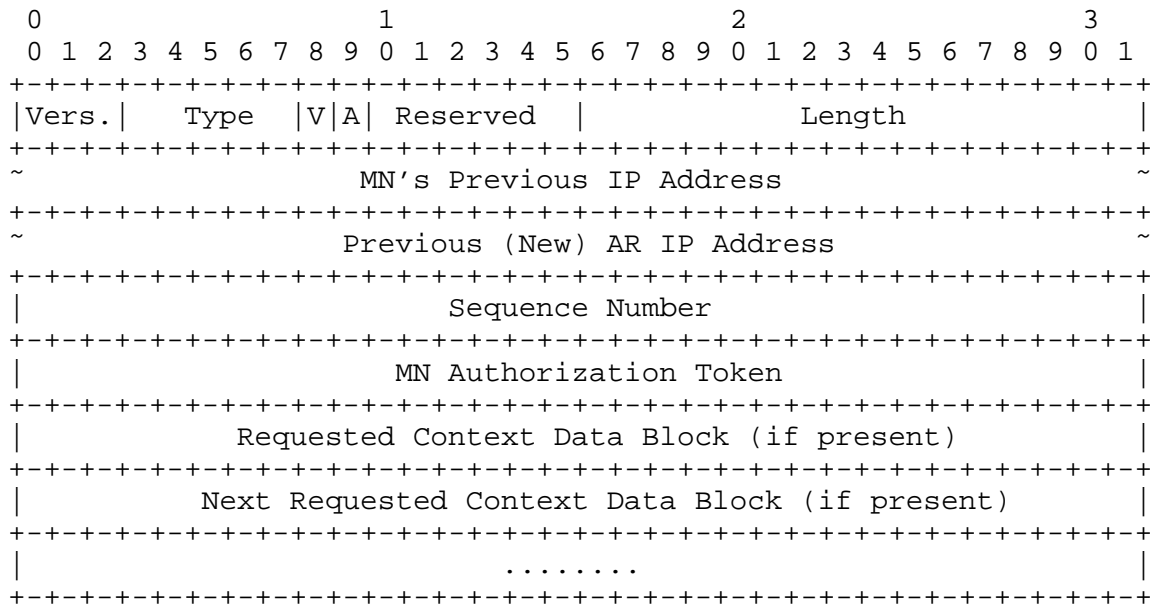 0                   1                   2                   3
 0 1 2 3 4 5 6 7 8 9 0 1 2 3 4 5 6 7 8 9 0 1 2 3 4 5 6 7 8 9 0 1
+-+-+-+-+-+-+-+-+-+-+-+-+-+-+-+-+-+-+-+-+-+-+-+-+-+-+-+-+-+-+-+-+
|Vers.|   Type  |V|A| Reserved  |            Length             |
+-+-+-+-+-+-+-+-+-+-+-+-+-+-+-+-+-+-+-+-+-+-+-+-+-+-+-+-+-+-+-+-+
~                   MN's Previous IP Address                    ~
+-+-+-+-+-+-+-+-+-+-+-+-+-+-+-+-+-+-+-+-+-+-+-+-+-+-+-+-+-+-+-+-+
~                  Previous (New) AR IP Address                 ~
+-+-+-+-+-+-+-+-+-+-+-+-+-+-+-+-+-+-+-+-+-+-+-+-+-+-+-+-+-+-+-+-+
|                        Sequence Number                        |
+-+-+-+-+-+-+-+-+-+-+-+-+-+-+-+-+-+-+-+-+-+-+-+-+-+-+-+-+-+-+-+-+
|                     MN Authorization Token                    |
+-+-+-+-+-+-+-+-+-+-+-+-+-+-+-+-+-+-+-+-+-+-+-+-+-+-+-+-+-+-+-+-+
|            Requested Context Data Block (if present)          |
+-+-+-+-+-+-+-+-+-+-+-+-+-+-+-+-+-+-+-+-+-+-+-+-+-+-+-+-+-+-+-+-+
|          Next Requested Context Data Block (if present)       |
+-+-+-+-+-+-+-+-+-+-+-+-+-+-+-+-+-+-+-+-+-+-+-+-+-+-+-+-+-+-+-+-+
|                           ........                            |
+-+-+-+-+-+-+-+-+-+-+-+-+-+-+-+-+-+-+-+-+-+-+-+-+-+-+-+-+-+-+-+-+